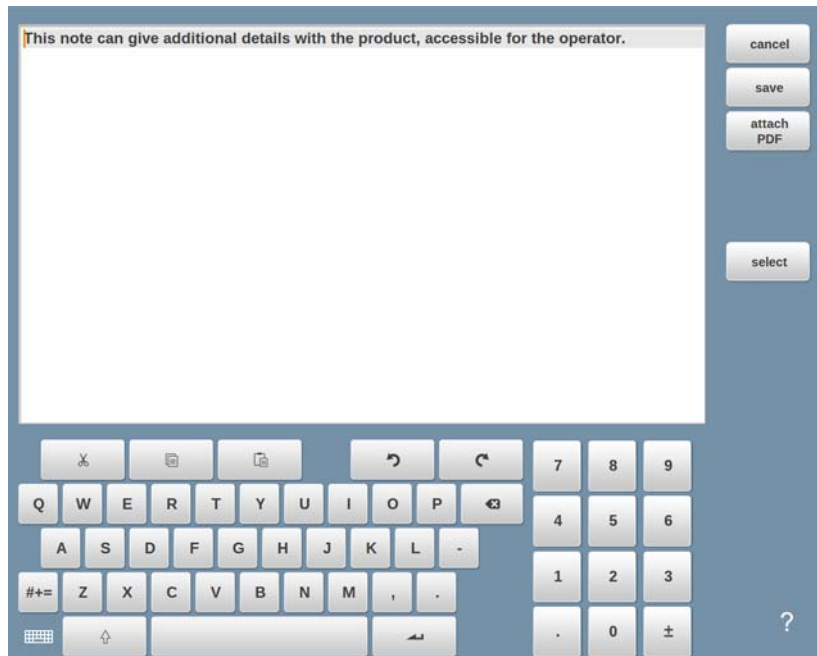 This note can give additional details with the product, accessible for the operator.
cancel
save
attach
PDF
select
7 8 9
Q W E R T Y U I O P
4 5 6
A S D F G H J K L -
#+= Z X C V B N M , .
1 2 3
. 0 ±
?